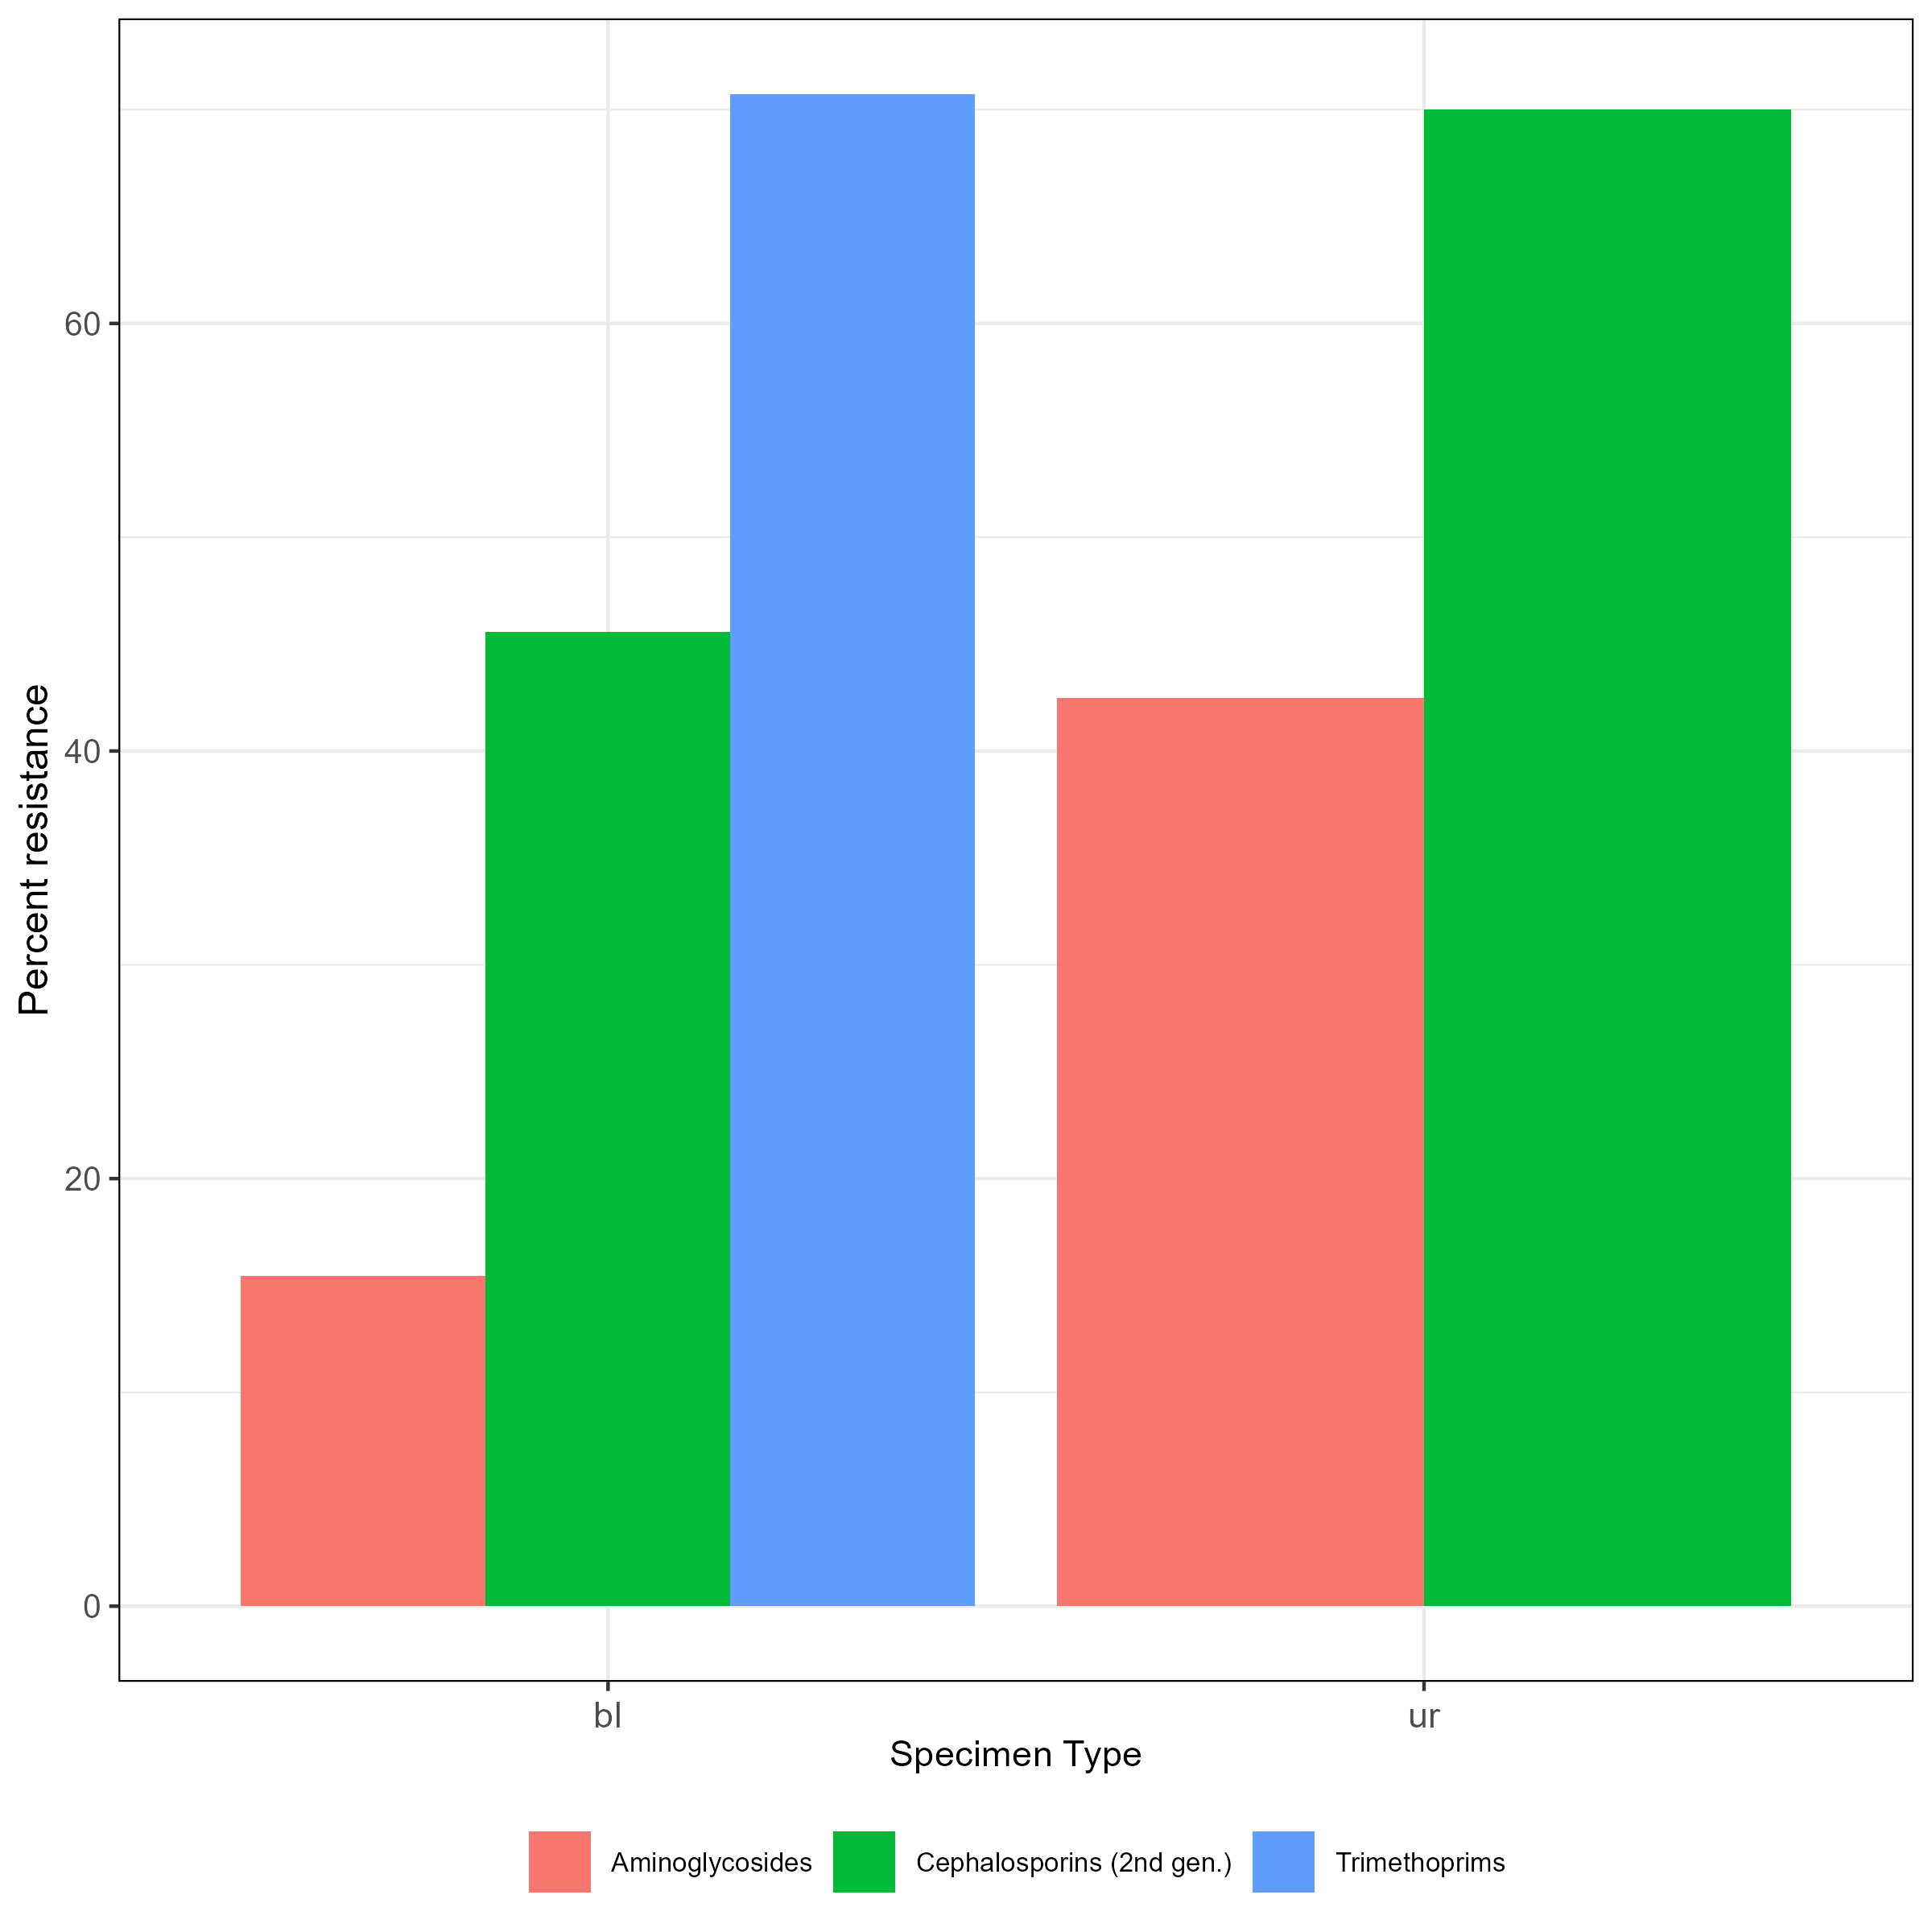 Percent resistance
60
40
20
0
bl
ur
Specimen Type
Aminoglycosides
Cephalosporins (2nd gen.)
Trimethoprims